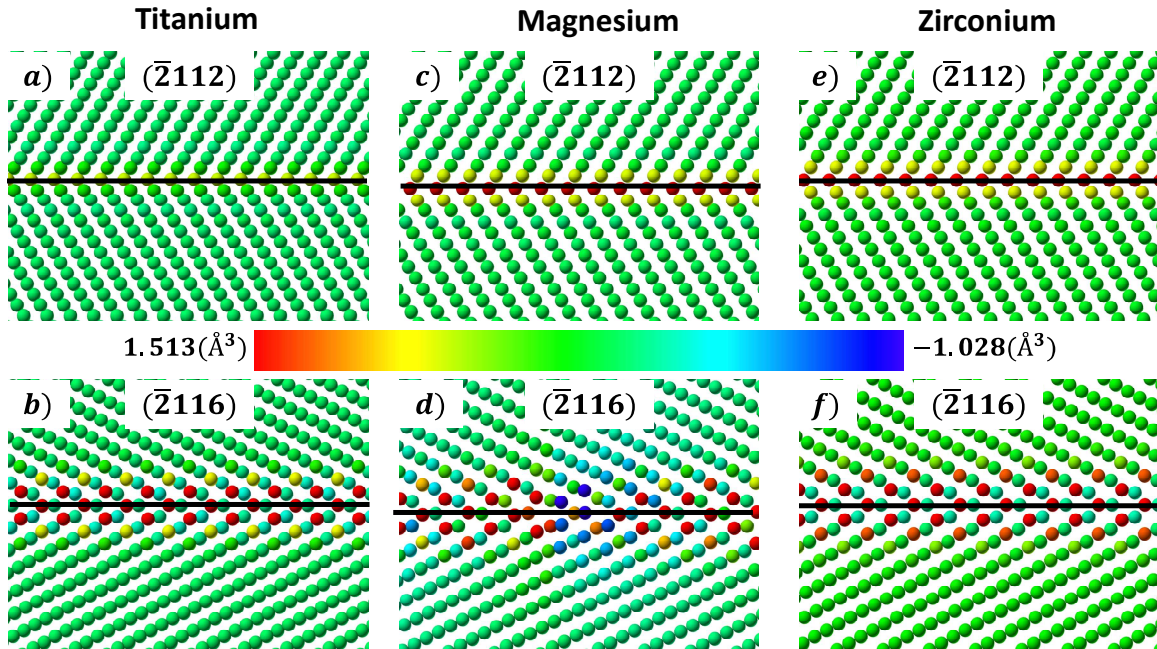 Titanium Magnesium Zirconium
a) (2̅112) c) (2̅112) e) (2̅112)
1.513(Å³) −1.028(Å³)
b) (2̅116) d) (2̅116) f) (2̅116)